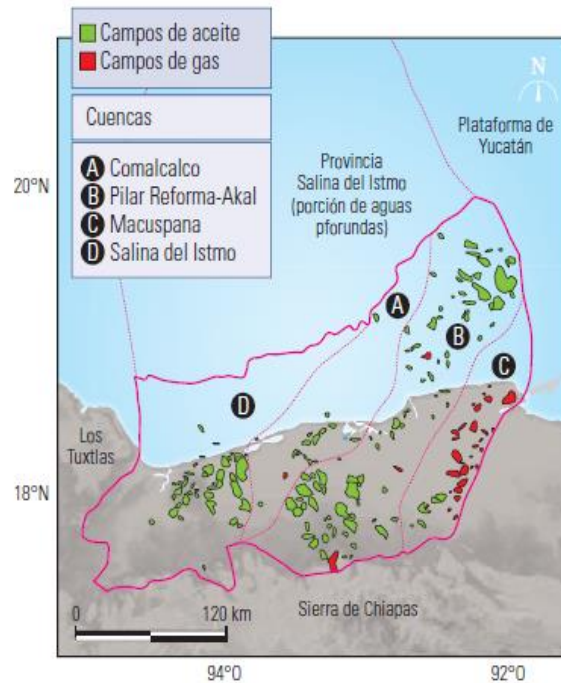 Campos de aceite
Campos de gas
Cuencas
A Comalcalco
B Pilar Reforma-Akal
C Macuspana
D Salina del Istmo
N
Plataforma de
Yucatán
Provincia
Salina del Istmo
(porción de aguas
pforundas)
20°N
A
B
C
D
Los
Tuxtlas
18°N
0 120 km
Sierra de Chiapas
94°O 92°O